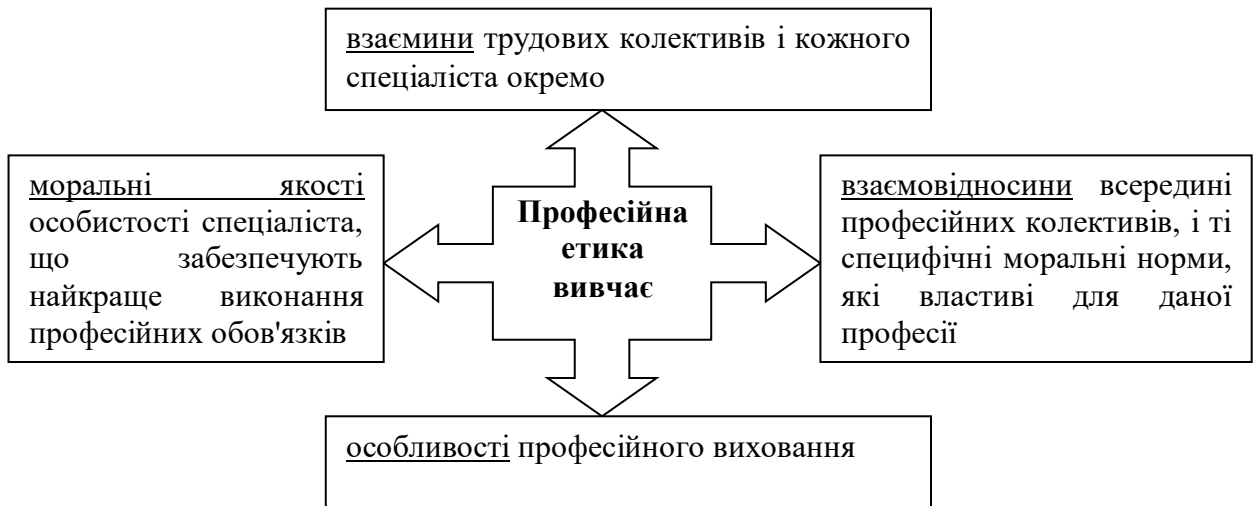 взаємини трудових колективів і кожного
спеціаліста окремо
моральні якості
особистості спеціаліста,
що забезпечують
найкраще виконання
професійних обов'язків
Професійна
етика
вивчає
взаємовідносини всередині
професійних колективів, і ті
специфічні моральні норми,
які властиві для даної
професії
особливості професійного виховання